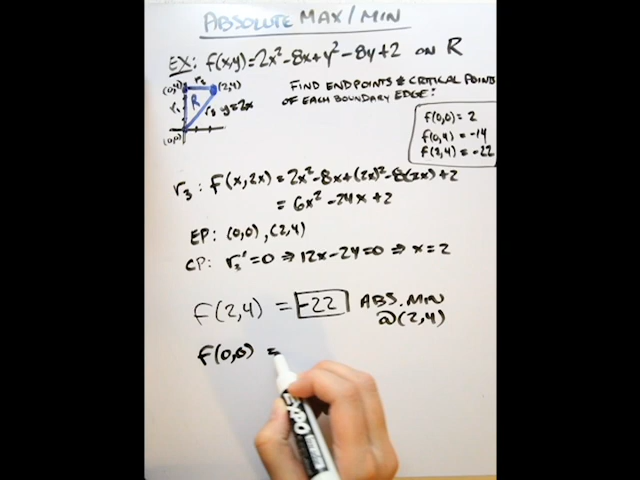 ABSOLUTE MAX/MIN
EX: f(x,y)=2x²-8x+y²-8y+2 on R
(0,4) r₂ (2,4)
r₁ R r₃ y=2x
(0,0)
FIND ENDPOINTS & CRITICAL POINTS
OF EACH BOUNDARY EDGE:
f(0,0)=2
f(0,4)=-14
f(2,4)=-22
r₃: f(x,2x)=2x²-8x+(2x)²-8(2x)+2
=6x²-24x+2
EP: (0,0),(2,4)
CP: r₃'=0⇒12x-24=0⇒x=2
f(2,4)=-22 ABS.MIN
@(2,4)
f(0,0)=
EXPO